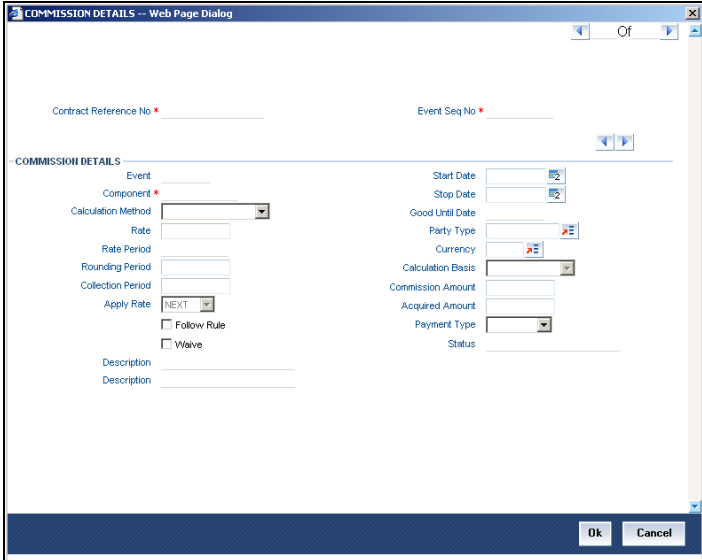 COMMISSION DETAILS -- Web Page Dialog
Of
Contract Reference No * Event Seq No *
COMMISSION DETAILS
Event Start Date
Component * Stop Date
Calculation Method Good Until Date
Rate Party Type
Rate Period Currency
Rounding Period Calculation Basis
Collection Period Commission Amount
Apply Rate NEXT Acquired Amount
Follow Rule Payment Type
Waive Status
Description
Description
Ok Cancel